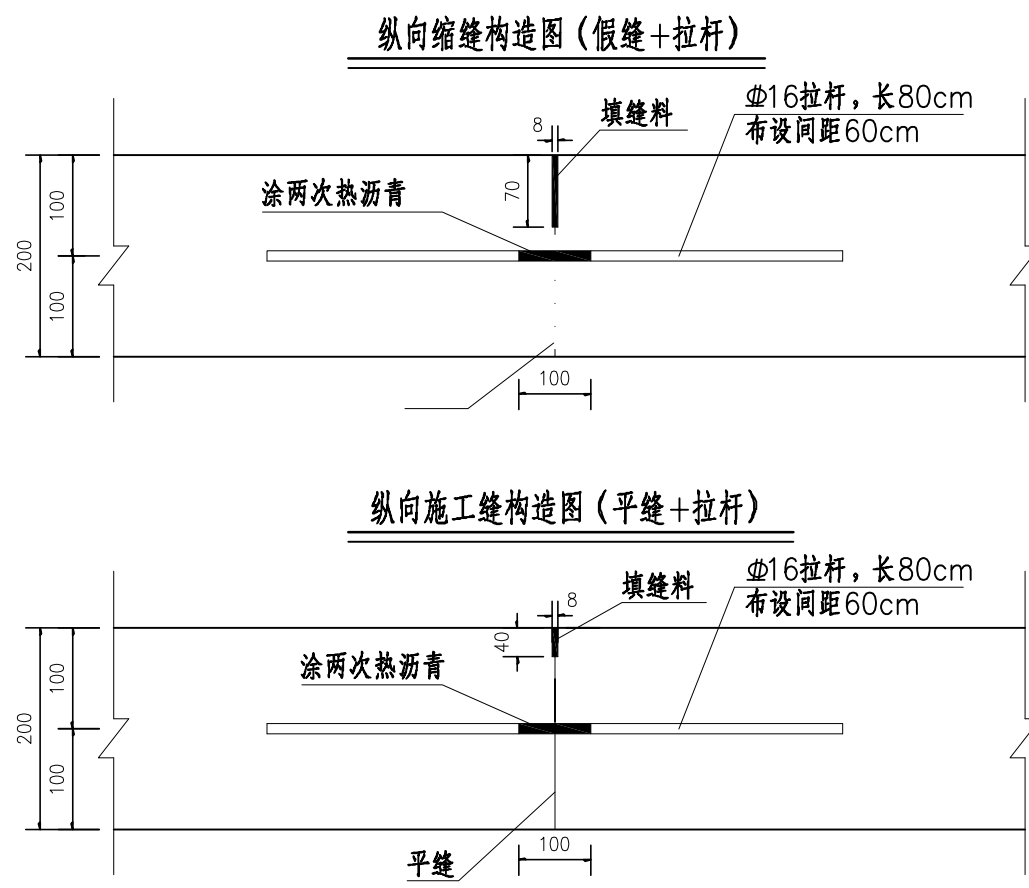 纵向缩缝构造图（假缝+拉杆）
Φ16拉杆，长80cm
布设间距60cm
填缝料
8
70
涂两次热沥青
100
200
100
100
纵向施工缝构造图（平缝+拉杆）
Φ16拉杆，长80cm
布设间距60cm
填缝料
8
40
涂两次热沥青
100
200
100
100
平缝